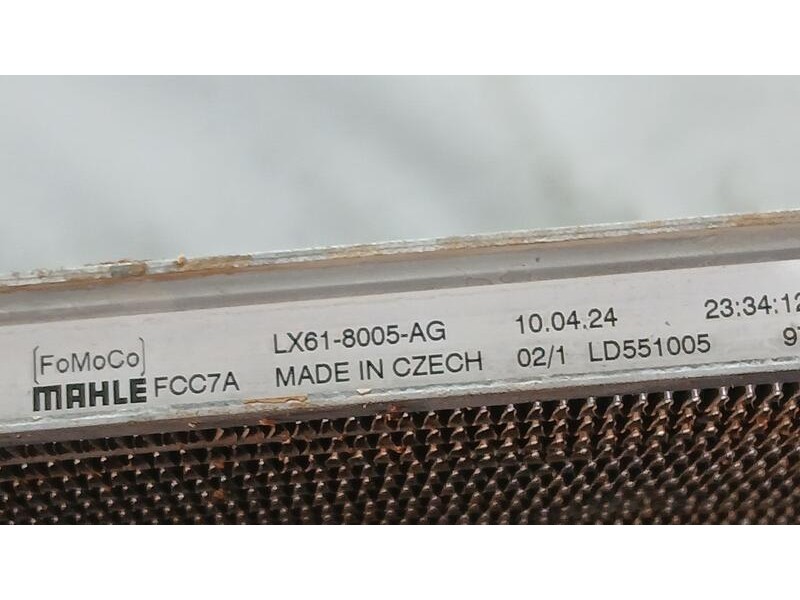 [FoMoCo]
MAHLE FCC7A
LX61-8005-AG
MADE IN CZECH
10.04.24 23:34:12
02/1 LD551005